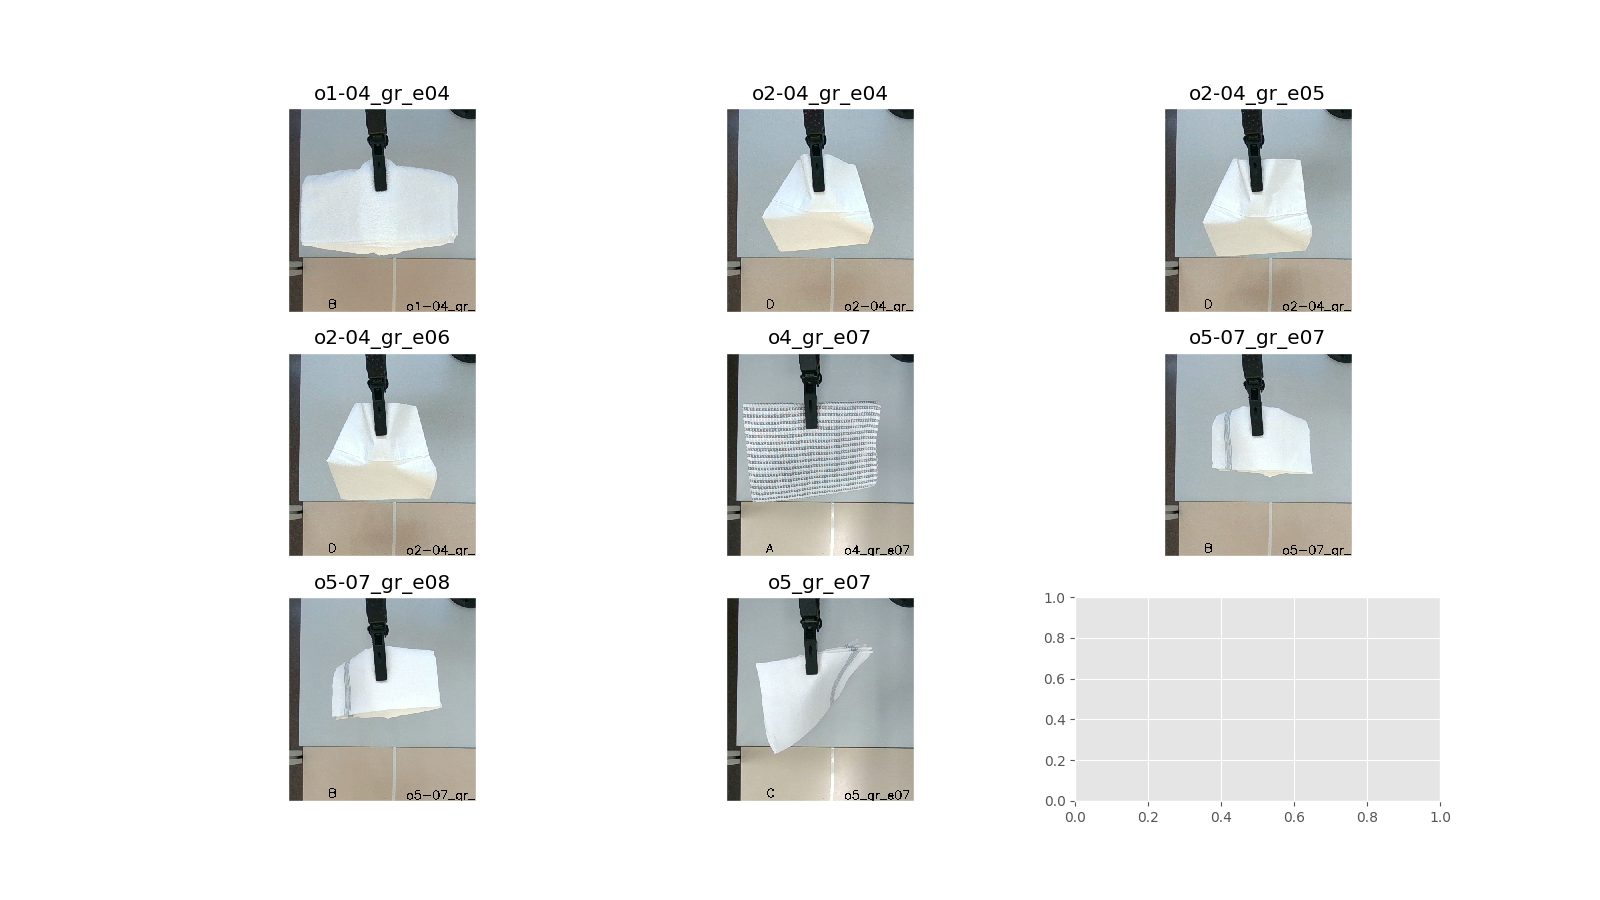 o1-04_gr_e04
o2-04_gr_e04
o2-04_gr_e05
B o1-04_gr_
D o2-04_gr_
D o2-04_gr_
o2-04_gr_e06
o4_gr_e07
o5-07_gr_e07
D o2-04_gr_
A o4_gr_e07
B o5-07_gr_
o5-07_gr_e08
o5_gr_e07
B o5-07_gr_
C o5_gr_e07
1.0
0.8
0.6
0.4
0.2
0.0
0.0 0.2 0.4 0.6 0.8 1.0